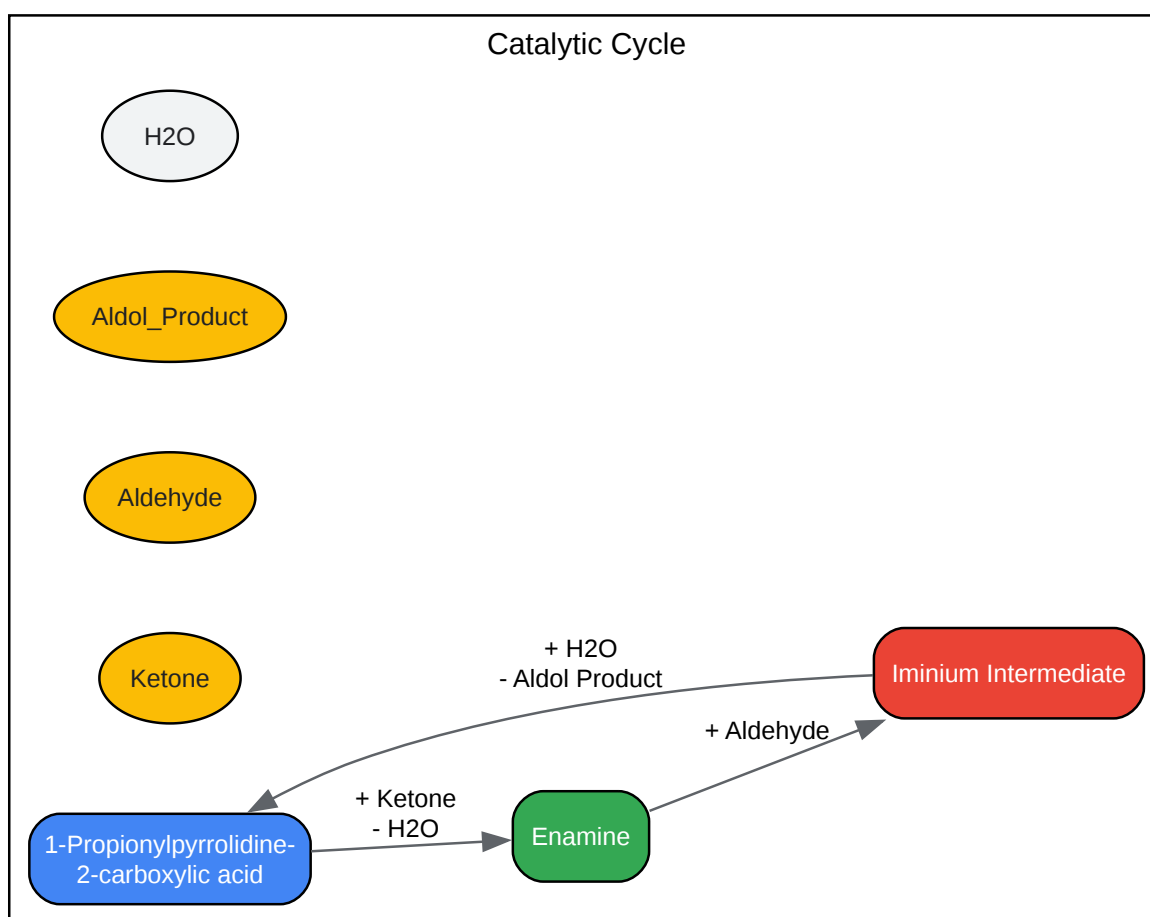 Catalytic Cycle
H2O
Aldol_Product
Aldehyde
Ketone
+ H2O
- Aldol Product
Iminium Intermediate
+ Aldehyde
+ Ketone
- H2O
Enamine
1-Propionylpyrrolidine-
2-carboxylic acid